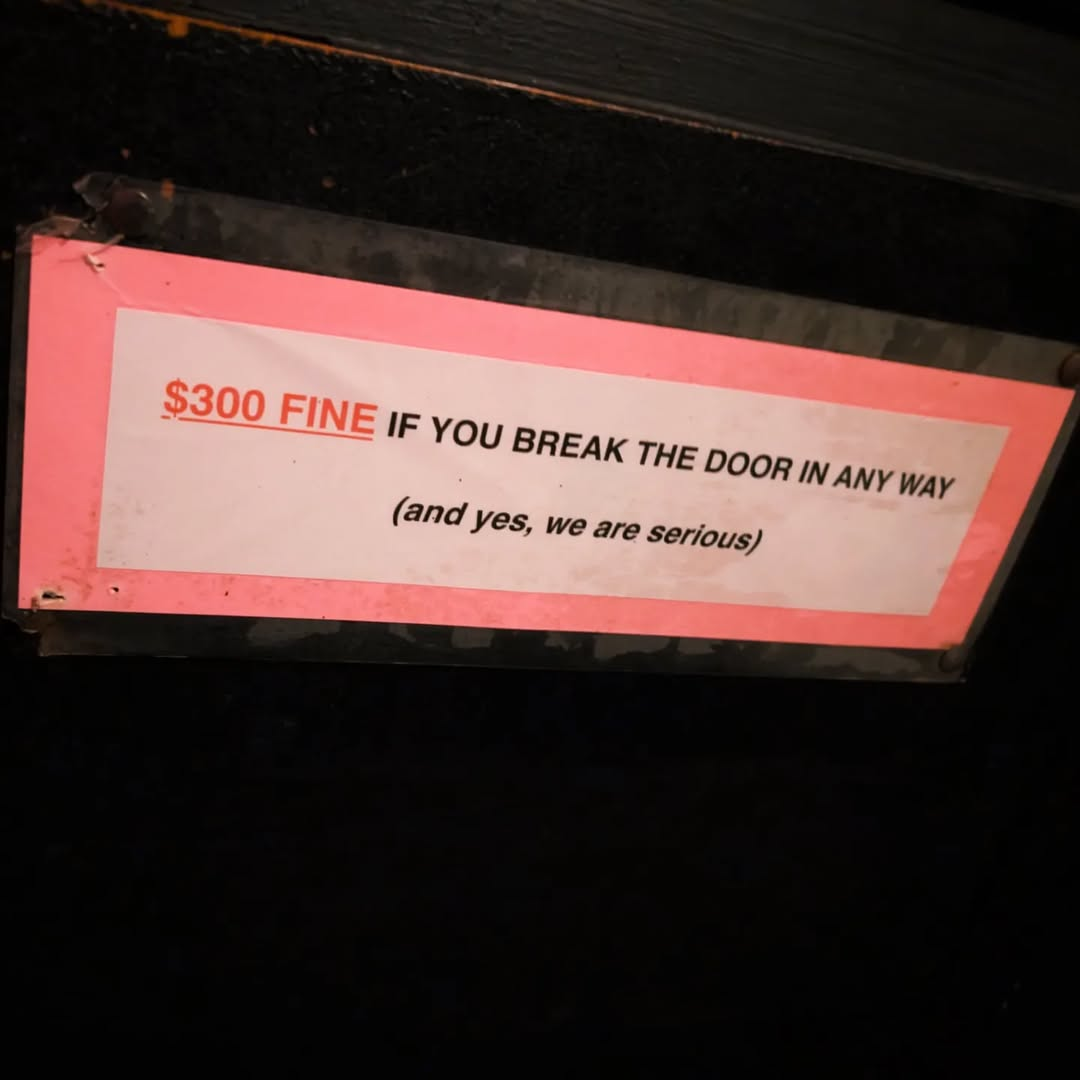 $300 FINE IF YOU BREAK THE DOOR IN ANY WAY
(and yes, we are serious)